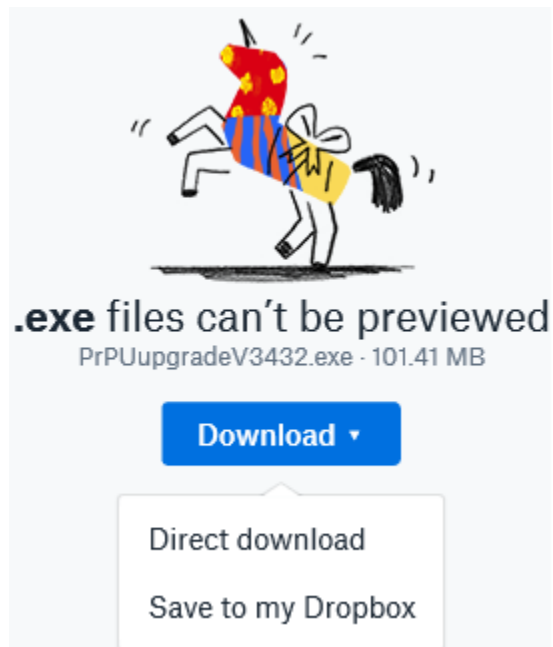 .exe files can't be previewed
PrPUupgradeV3432.exe · 101.41 MB
Download ▾
Direct download
Save to my Dropbox